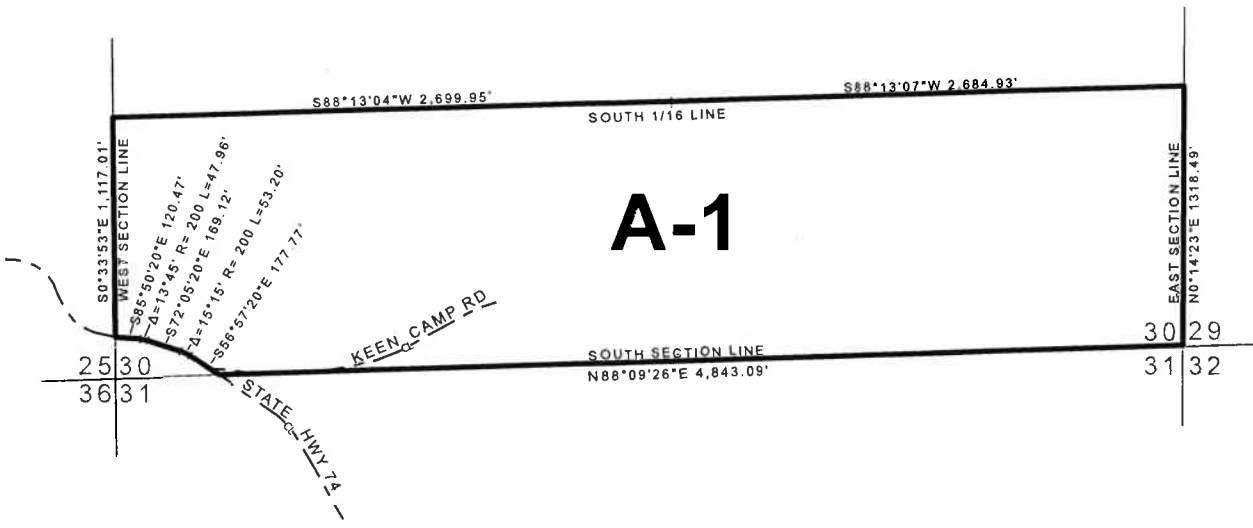 S88°13'04"W 2,699.95'
S88°13'07"W 2,684.93'
SOUTH 1/16 LINE
S0°33'53"E 1,117.01'
WEST SECTION LINE
S85°50'20"E 120.47'
Δ=13°45' R= 200 L=47.96'
S72°05'20"E 169.12'
Δ=15°15' R= 200 L=53.20'
S56°57'20"E 177.77'
A-1
EAST SECTION LINE
N0°14'23"E 1318.49'
KEEN CAMP RD
CL
SOUTH SECTION LINE
N88°09'26"E 4,843.09'
25 30
36 31
30 29
31 32
STATE HWY 74
CL